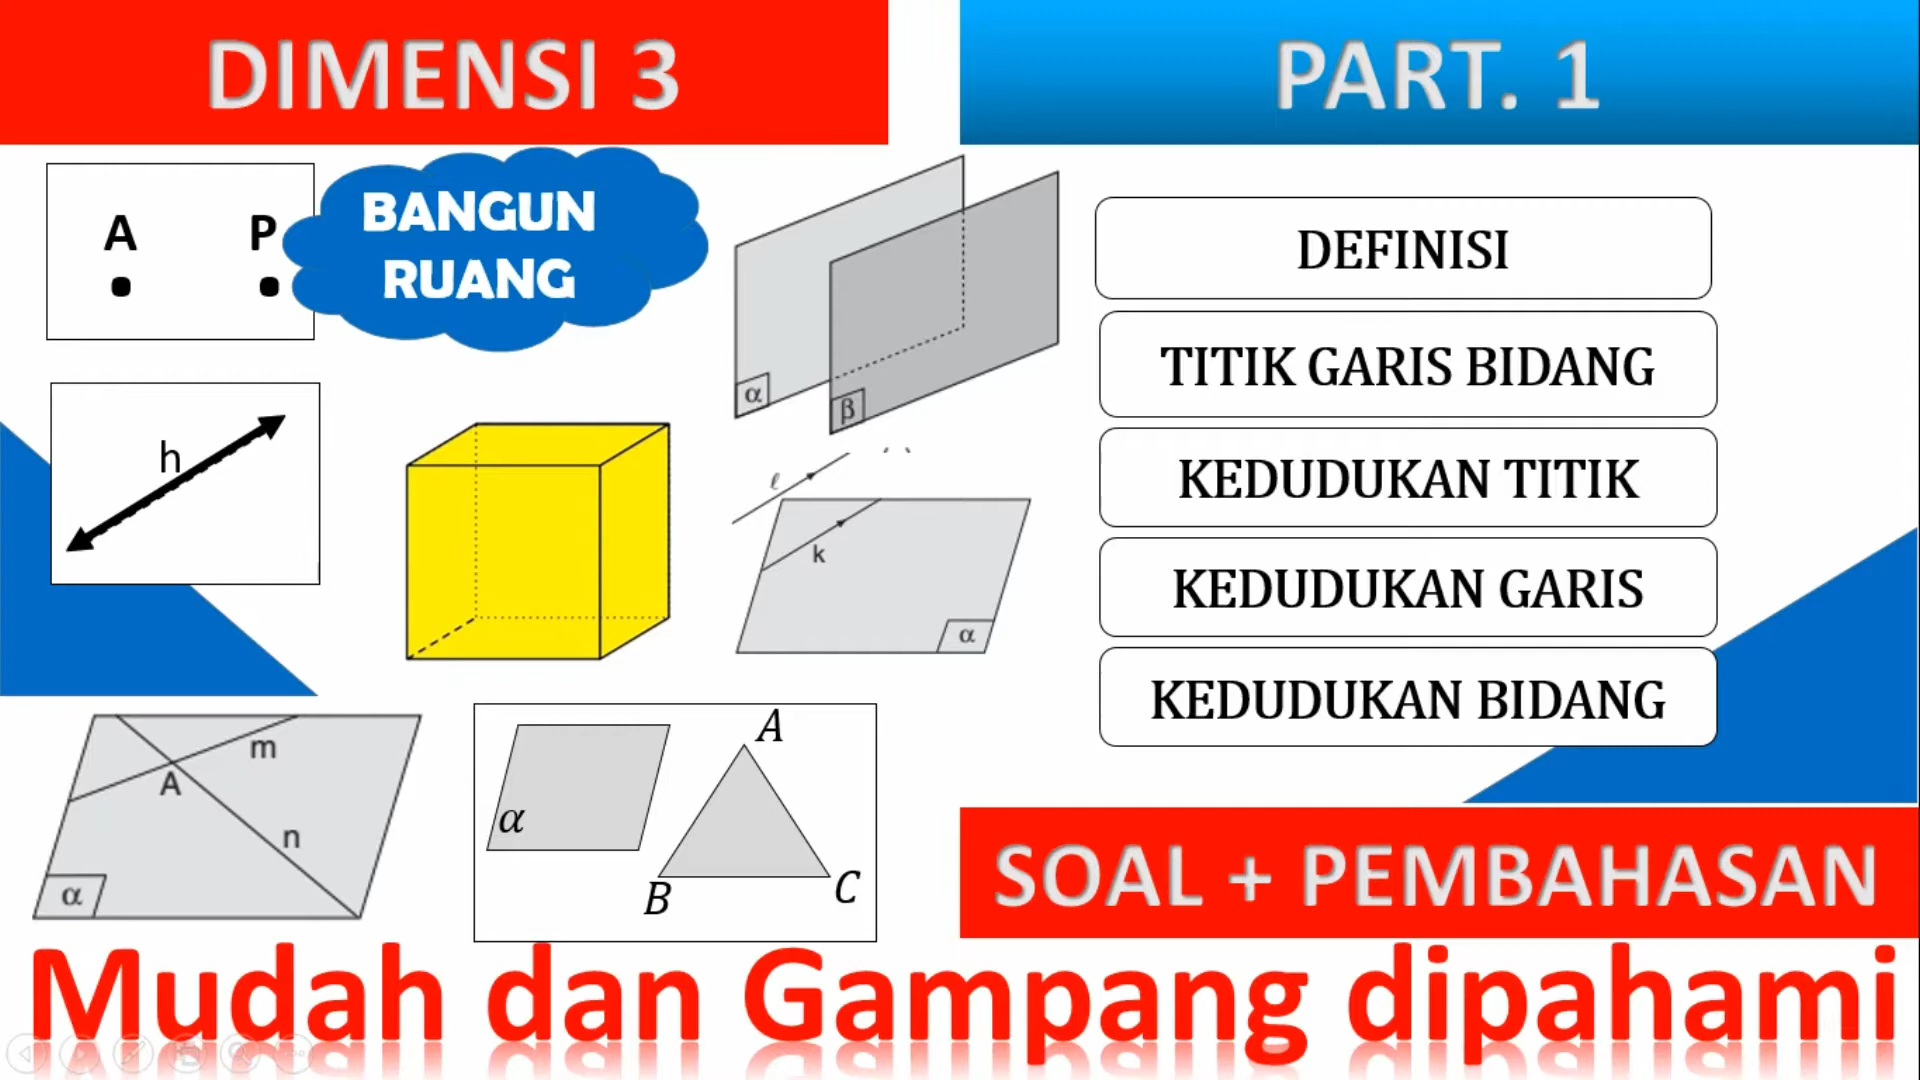 DIMENSI 3
PART. 1
A P
BANGUN
RUANG
α
β
DEFINISI
TITIK GARIS BIDANG
KEDUDUKAN TITIK
KEDUDUKAN GARIS
KEDUDUKAN BIDANG
h
ℓ
k
α
m
A
n
α
α
A
B
C
SOAL + PEMBAHASAN
Mudah dan Gampang dipahami